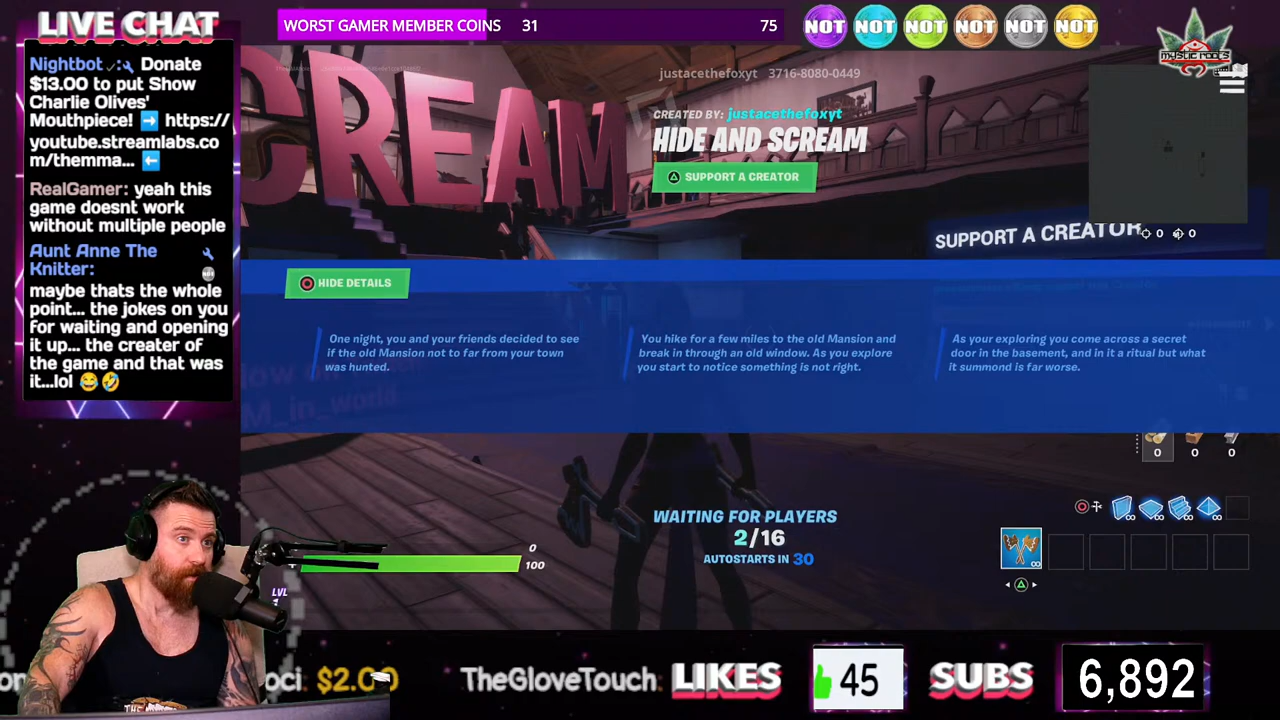 LIVE CHAT
Nightbot : Donate
$13.00 to put Show
Charlie Olives'
Mouthpiece! ➡️ https://
youtube.streamlabs.co
m/themma... ⬅️
RealGamer: yeah this
game doesnt work
without multiple people
Aunt Anne The
Knitter:
maybe thats the whole
point... the jokes on you
for waiting and opening
it up... the creater of
the game and that was
it...lol 😂🤣
WORST GAMER MEMBER COINS 31 75
NOT NOT NOT NOT NOT NOT
MYSTIC ROOTS
justacethefoxyt 3716-8080-0449
CREAM
CREATED BY: justacethefoxyt
HIDE AND SCREAM
SUPPORT A CREATOR
SUPPORT A CREATOR
0 0
HIDE DETAILS
One night, you and your friends decided to see
if the old Mansion not to far from your town
was hunted.
You hike for a few miles to the old Mansion and
break in through an old window. As you explore
you start to notice something is not right.
As your exploring you come across a secret
door in the basement, and in it a ritual but what
it summond is far worse.
M_in_world
0 0 0
WAITING FOR PLAYERS
2/16
AUTOSTARTS IN 30
0
100
LVL
oci: $2.00
TheGloveTouch:
LIKES
45
SUBS
6,892